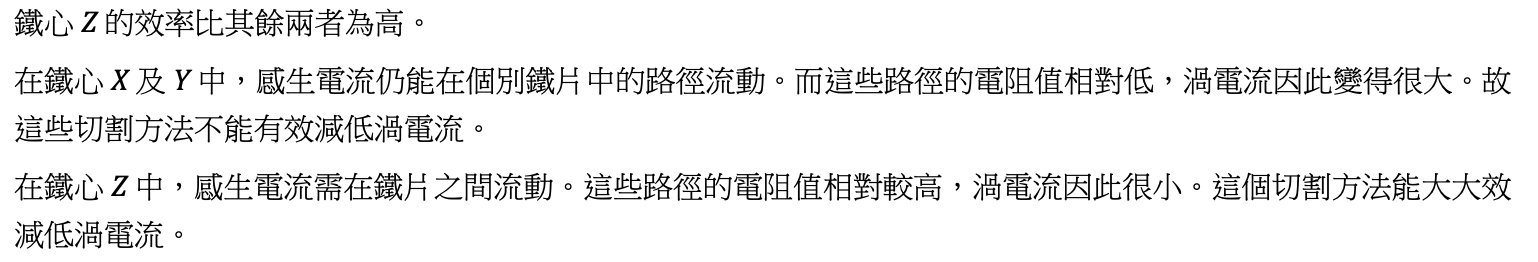 鐵心 Z 的效率比其餘兩者為高。
在鐵心 X 及 Y 中，感生電流仍能在個別鐵片中的路徑流動。而這些路徑的電阻值相對低，渦電流因此變得很大。故
這些切割方法不能有效減低渦電流。
在鐵心 Z 中，感生電流需在鐵片之間流動。這些路徑的電阻值相對較高，渦電流因此很小。這個切割方法能大大效
減低渦電流。